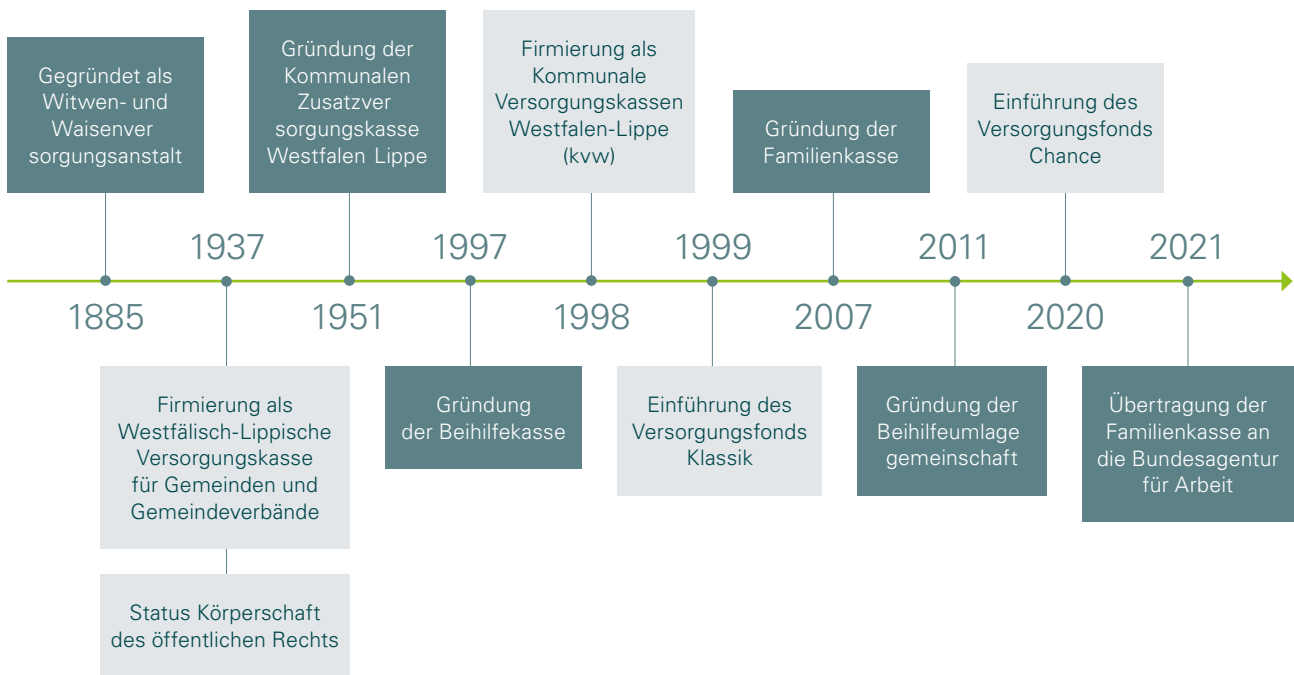 Gegründet als
Witwen- und
Waisenver
sorgungsanstalt
1885
1937
Firmierung als
Westfälisch-Lippische
Versorgungskasse
für Gemeinden und
Gemeindeverbände
Status Körperschaft
des öffentlichen Rechts
Gründung der
Kommunalen
Zusatzver
sorgungskasse
Westfalen Lippe
1951
1997
Gründung
der Beihilfekasse
Firmierung als
Kommunale
Versorgungskassen
Westfalen-Lippe
(kvw)
1998
1999
Einführung des
Versorgungsfonds
Klassik
Gründung der
Familienkasse
2007
2011
Gründung der
Beihilfeumlage
gemeinschaft
Einführung des
Versorgungsfonds
Chance
2020
2021
Übertragung der
Familienkasse an
die Bundesagentur
für Arbeit